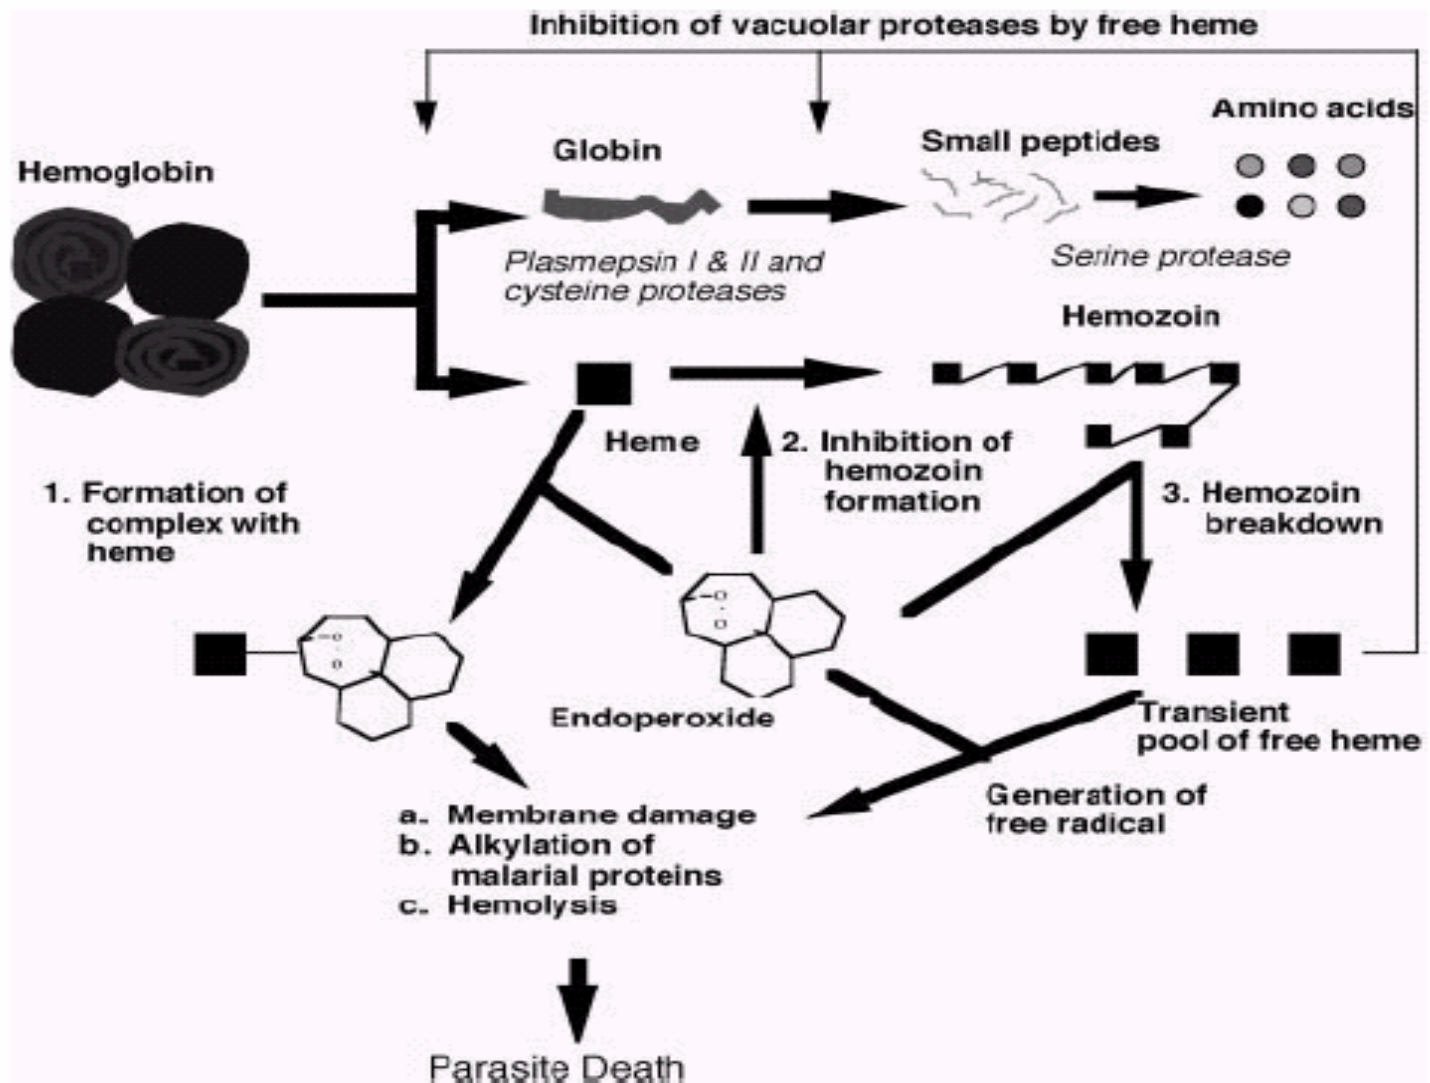 Inhibition of vacuolar proteases by free heme
Amino acids
Small peptides
Globin
Hemoglobin
Plasmepsin I & II and
cysteine proteases
Serine protease
Hemozoin
Heme
2. Inhibition of
hemozoin
formation
1. Formation of
complex with
heme
3. Hemozoin
breakdown
O
O
O
O
Endoperoxide
Transient
pool of free heme
Generation of
free radical
a. Membrane damage
b. Alkylation of
malarial proteins
c. Hemolysis
Parasite Death